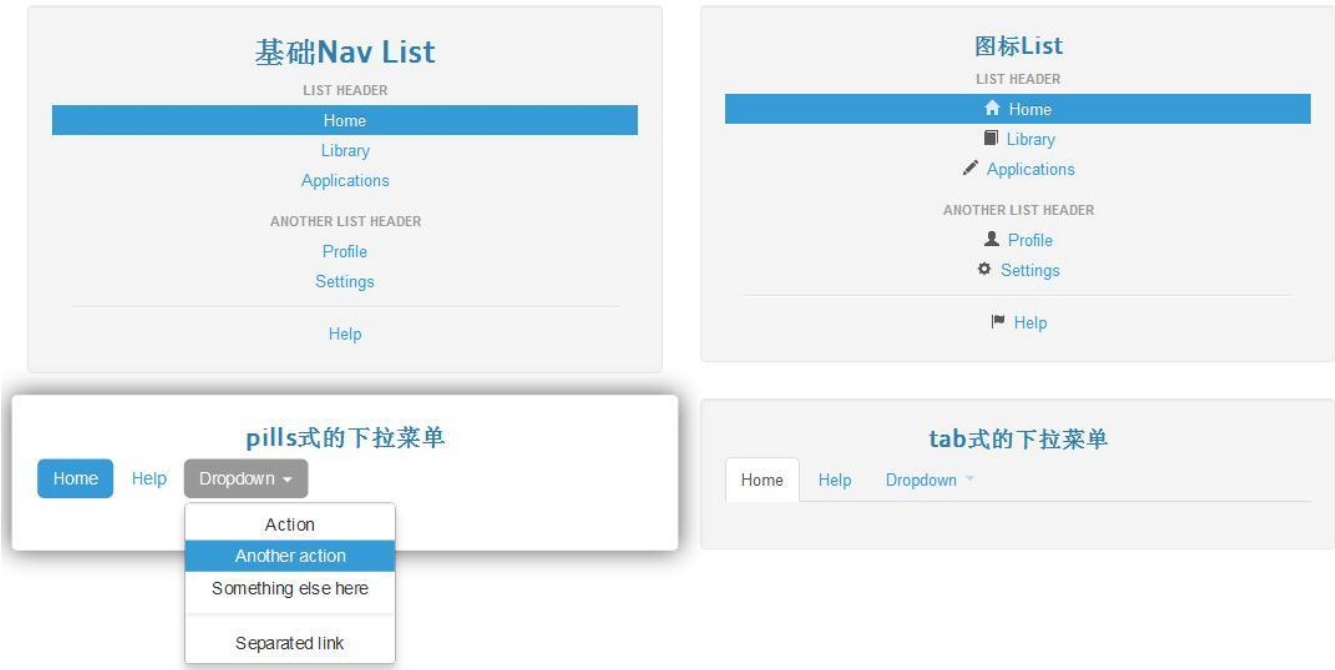 基础Nav List
LIST HEADER
Home
Library
Applications
ANOTHER LIST HEADER
Profile
Settings
Help
图标List
LIST HEADER
Home
Library
Applications
ANOTHER LIST HEADER
Profile
Settings
Help
pills式的下拉菜单
Home Help Dropdown
Action
Another action
Something else here
Separated link
tab式的下拉菜单
Home Help Dropdown